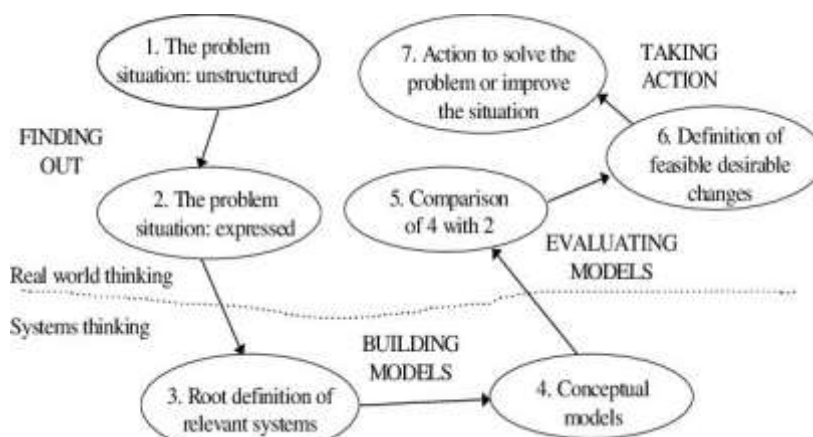 1. The problem
situation: unstructured
7. Action to solve the
problem or improve
the situation
TAKING
ACTION
FINDING
OUT
6. Definition of
feasible desirable
changes
2. The problem
situation: expressed
5. Comparison
of 4 with 2
EVALUATING
MODELS
Real world thinking
Systems thinking
BUILDING
MODELS
3. Root definition of
relevant systems
4. Conceptual
models